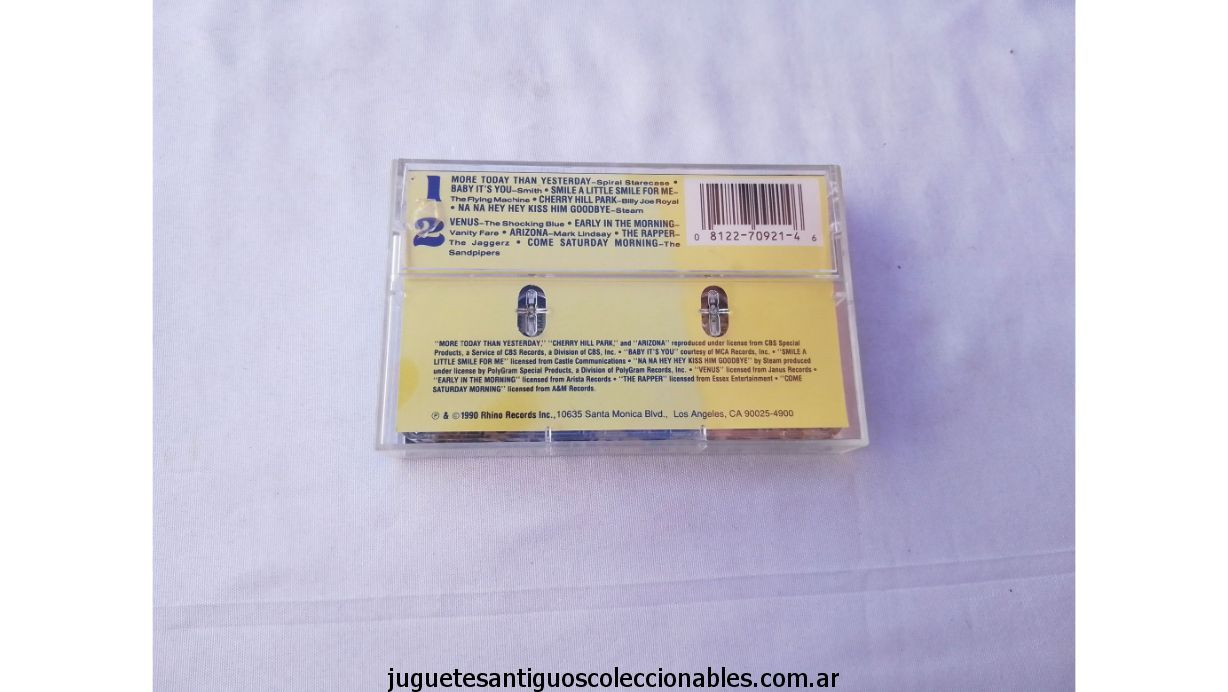 1
MORE TODAY THAN YESTERDAY–Spiral Starecase •
BABY IT'S YOU–Smith • SMILE A LITTLE SMILE FOR ME–
The Flying Machine • CHERRY HILL PARK–Billy Joe Royal
• NA NA HEY HEY KISS HIM GOODBYE–Steam
2
VENUS–The Shocking Blue • EARLY IN THE MORNING–
Vanity Fare • ARIZONA–Mark Lindsay • THE RAPPER–
The Jaggerz • COME SATURDAY MORNING–The
Sandpipers
0 8122-70921-4 6
"MORE TODAY THAN YESTERDAY," "CHERRY HILL PARK," and "ARIZONA" reproduced under license from CBS Special
Products, a Service of CBS Records, a Division of CBS, Inc. • "BABY IT'S YOU" courtesy of MCA Records, Inc. • "SMILE A
LITTLE SMILE FOR ME" licensed from Castle Communications • "NA NA HEY HEY KISS HIM GOODBYE" by Steam produced
under license by PolyGram Special Products, a Division of PolyGram Records, Inc. • "VENUS" licensed from Janus Records •
"EARLY IN THE MORNING" licensed from Arista Records • "THE RAPPER" licensed from Essex Entertainment • "COME
SATURDAY MORNING" licensed from A&M Records.
℗ & ©1990 Rhino Records Inc., 10635 Santa Monica Blvd., Los Angeles, CA 90025-4900
juguetesantiguoscoleccionables.com.ar